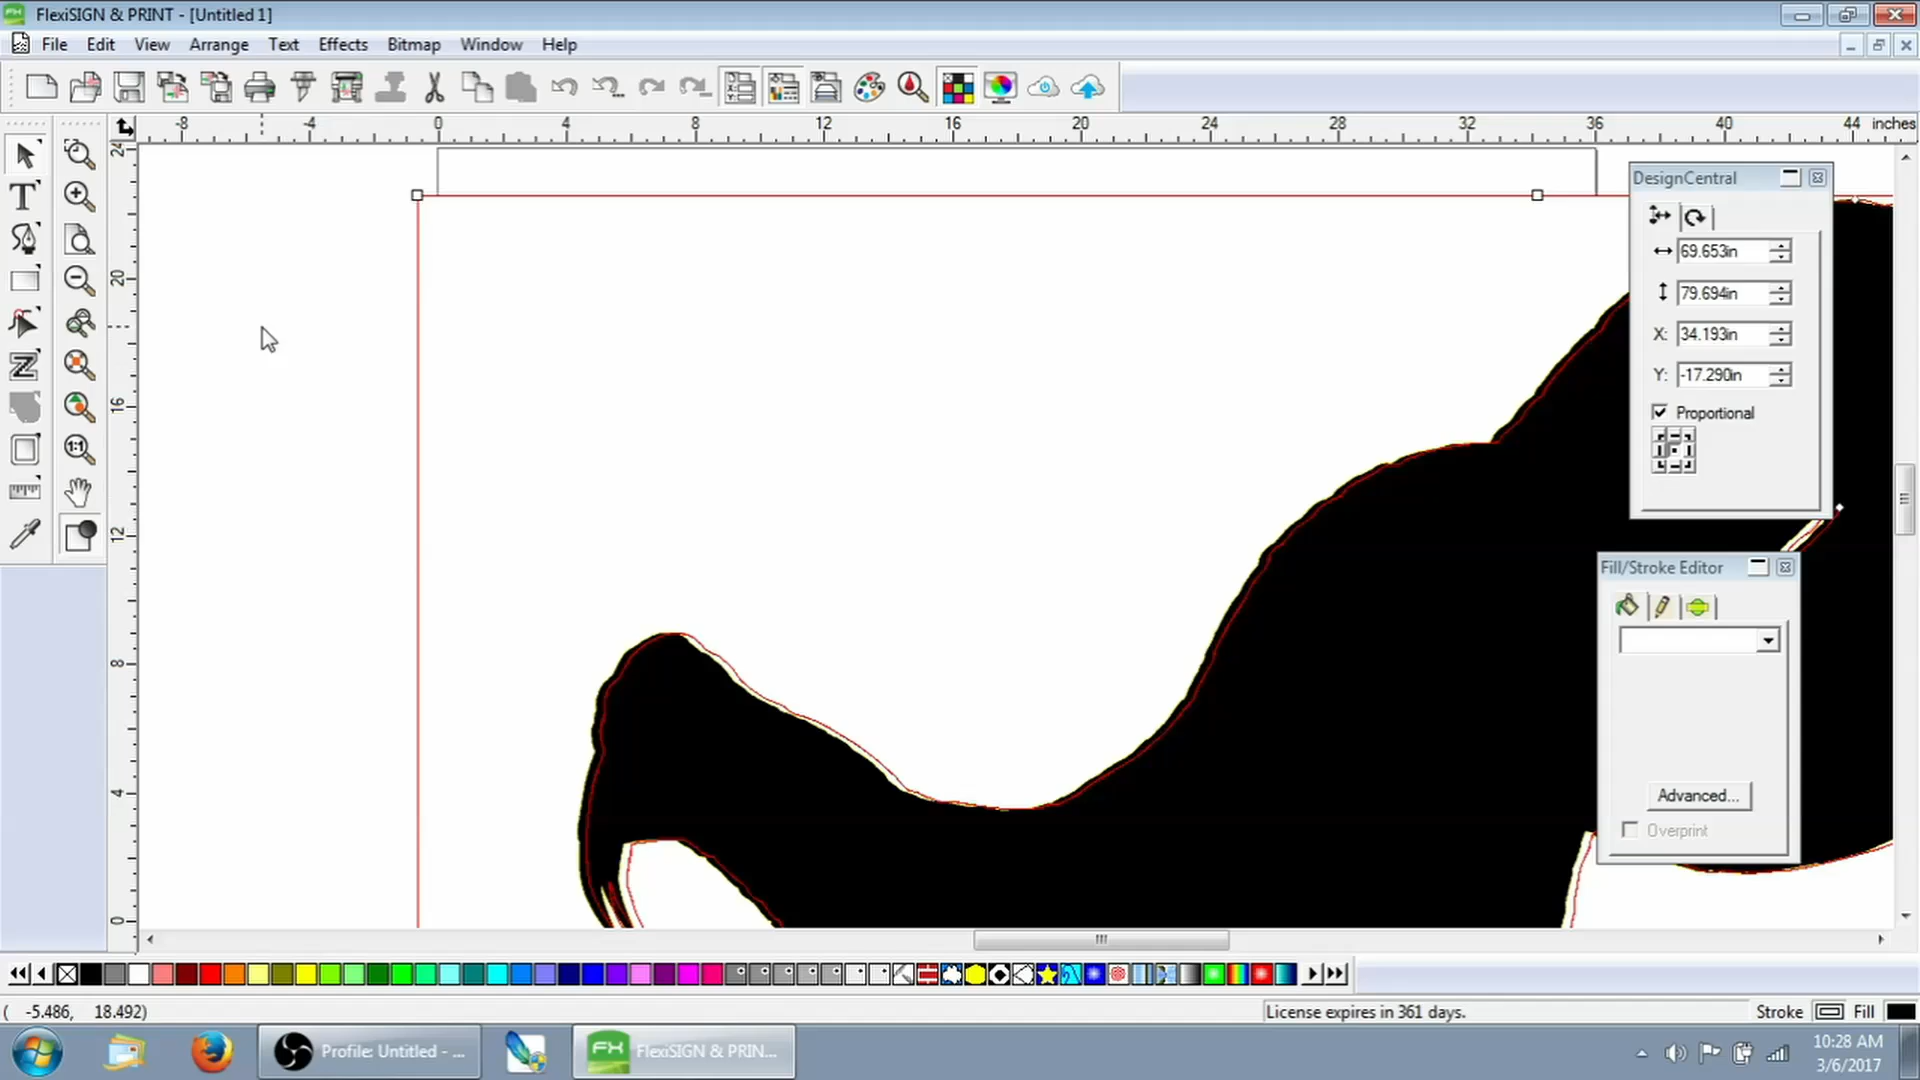 FlexiSIGN & PRINT - [Untitled 1]
File Edit View Arrange Text Effects Bitmap Window Help
-8 -4 0 4 8 12 16 20 24 28 32 36 40 44 inches
24
20
16
12
8
4
0
1:1
DesignCentral
69.653in
79.694in
X: 34.193in
Y: -17.290in
Proportional
Fill/Stroke Editor
Advanced...
Overprint
( -5.486, 18.492)
License expires in 361 days.
Stroke Fill
Profile: Untitled - ...
FX FlexiSIGN & PRIN...
10:28 AM
3/6/2017